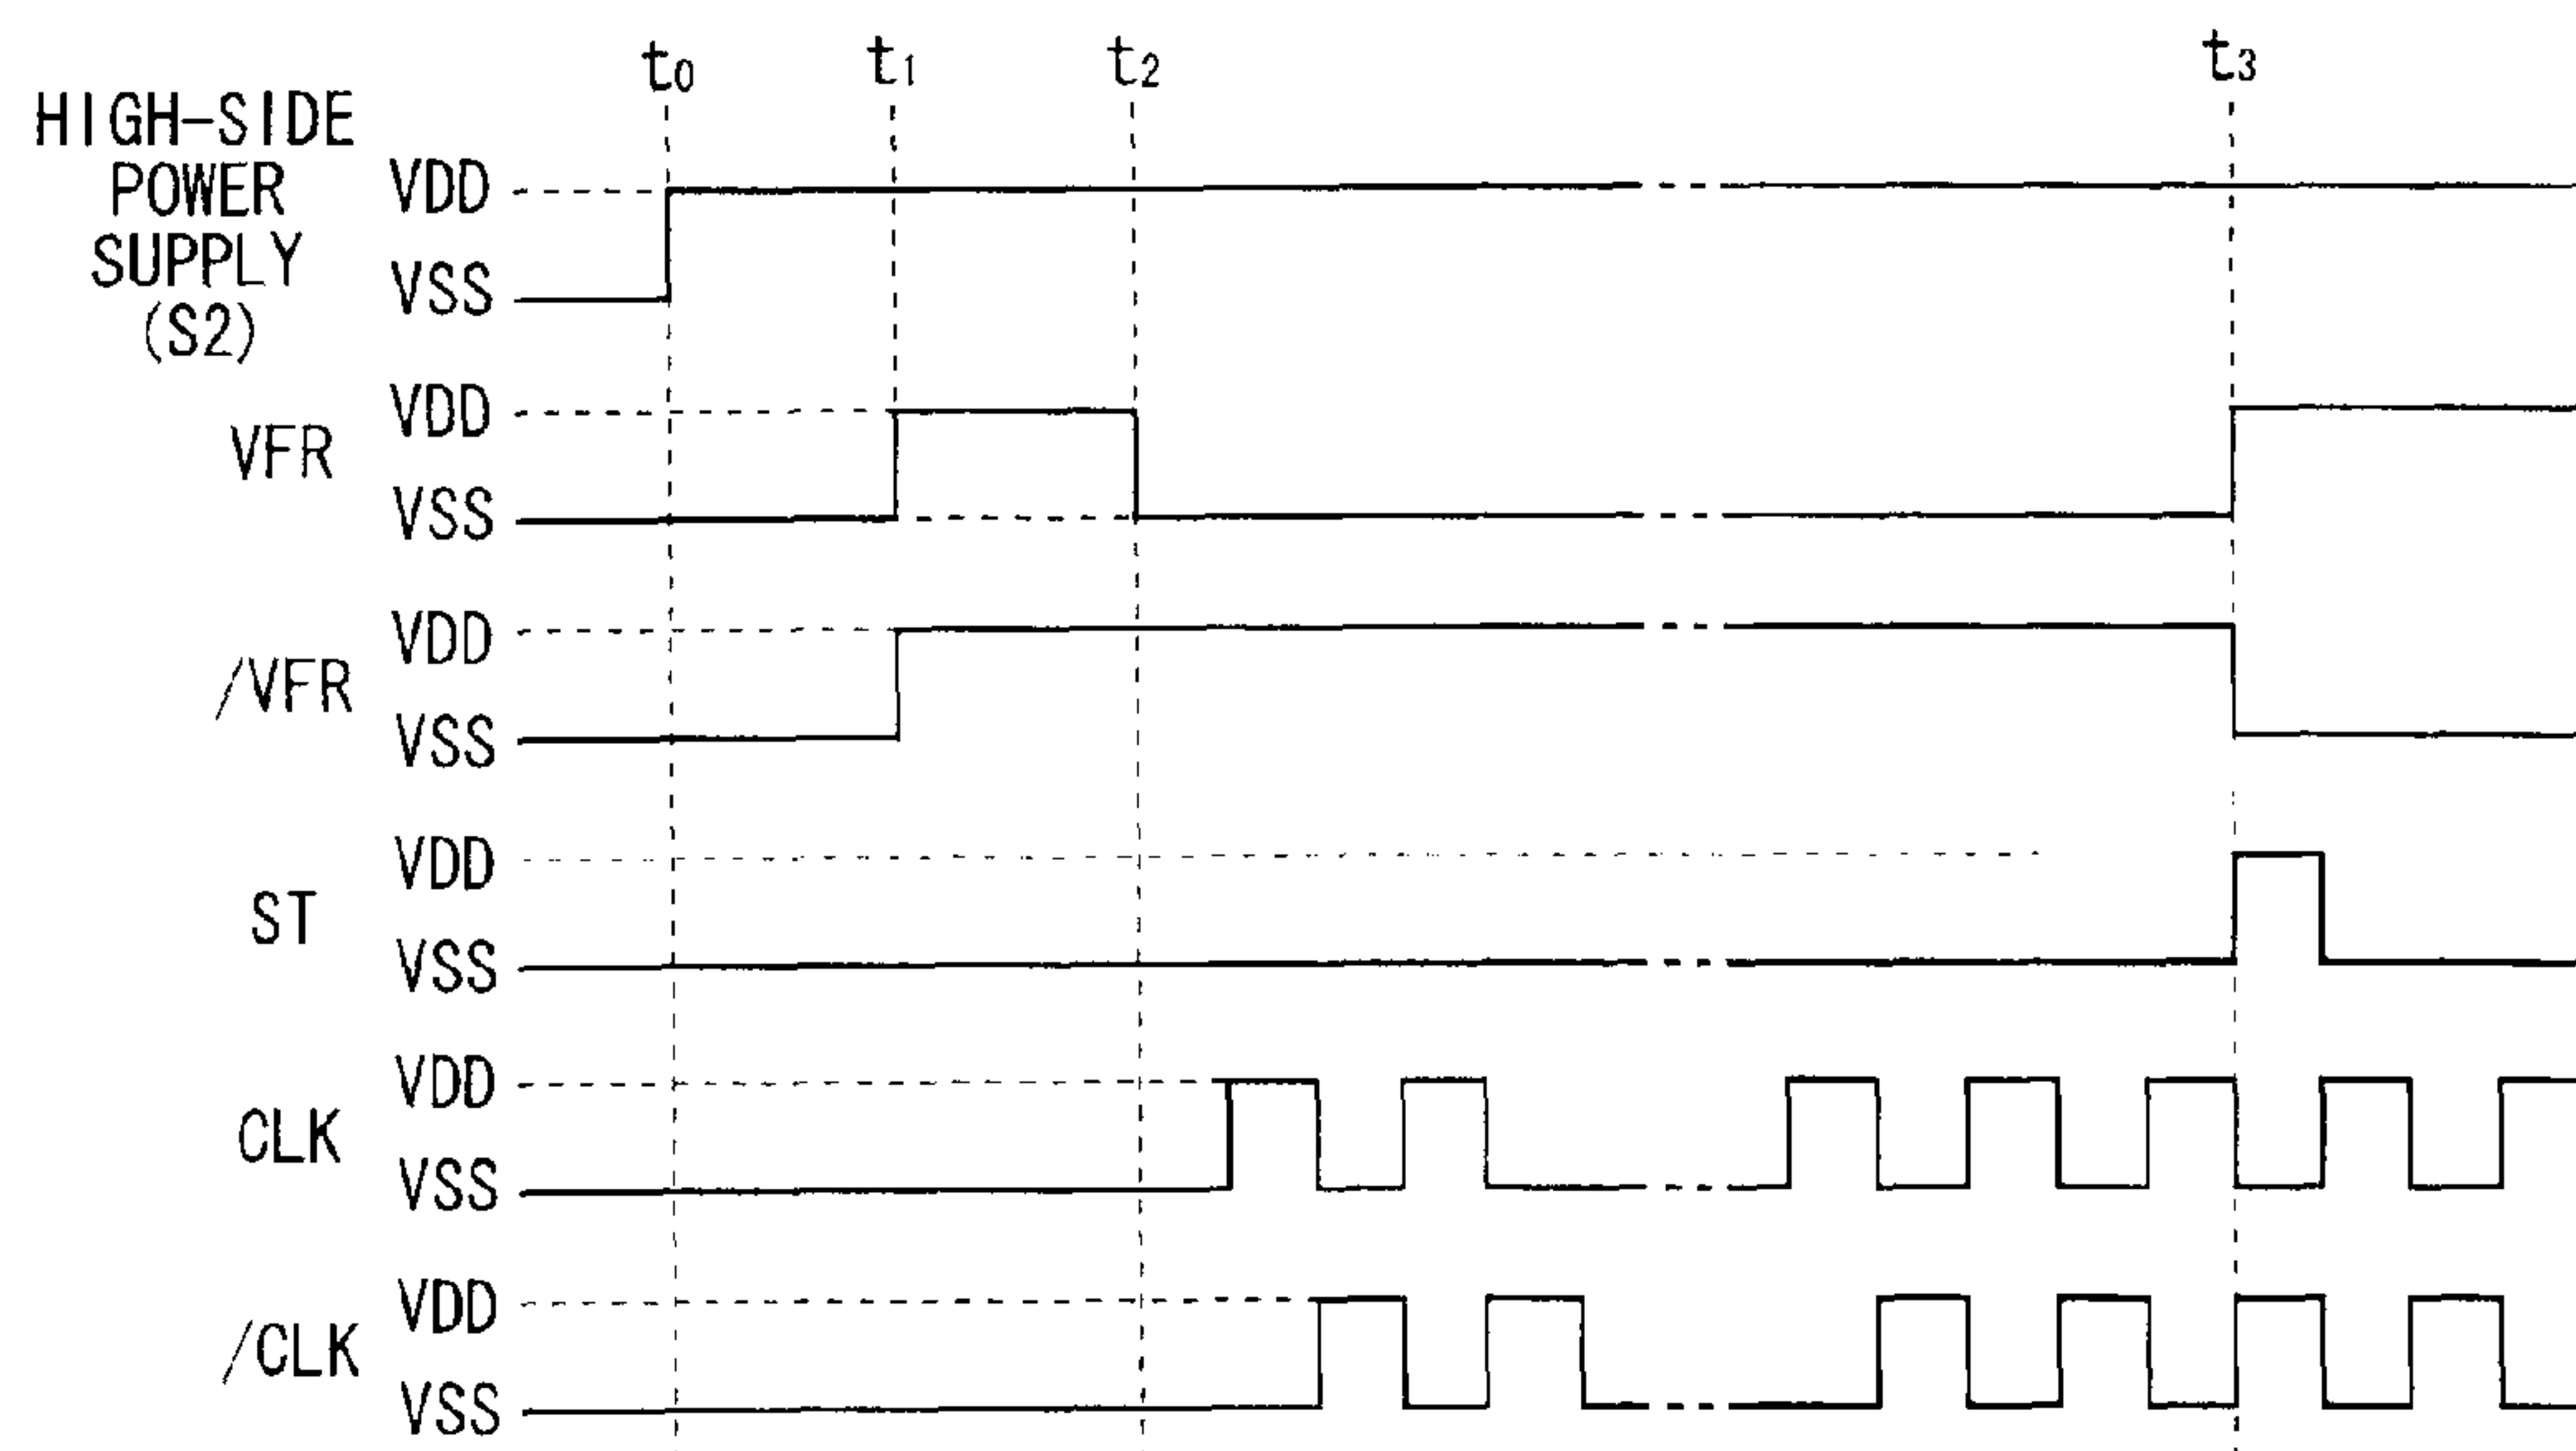 t0 t1 t2 t3
HIGH-SIDE
POWER
SUPPLY
(S2)
VDD
VSS
VFR
VDD
VSS
/VFR
VDD
VSS
ST
VDD
VSS
CLK
VDD
VSS
/CLK
VDD
VSS